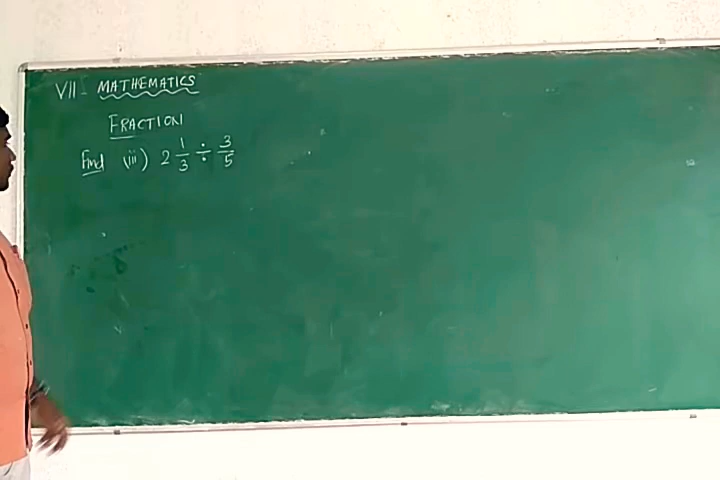 VII - MATHEMATICS
FRACTION
Find (iii) 2 1/3 ÷ 3/5